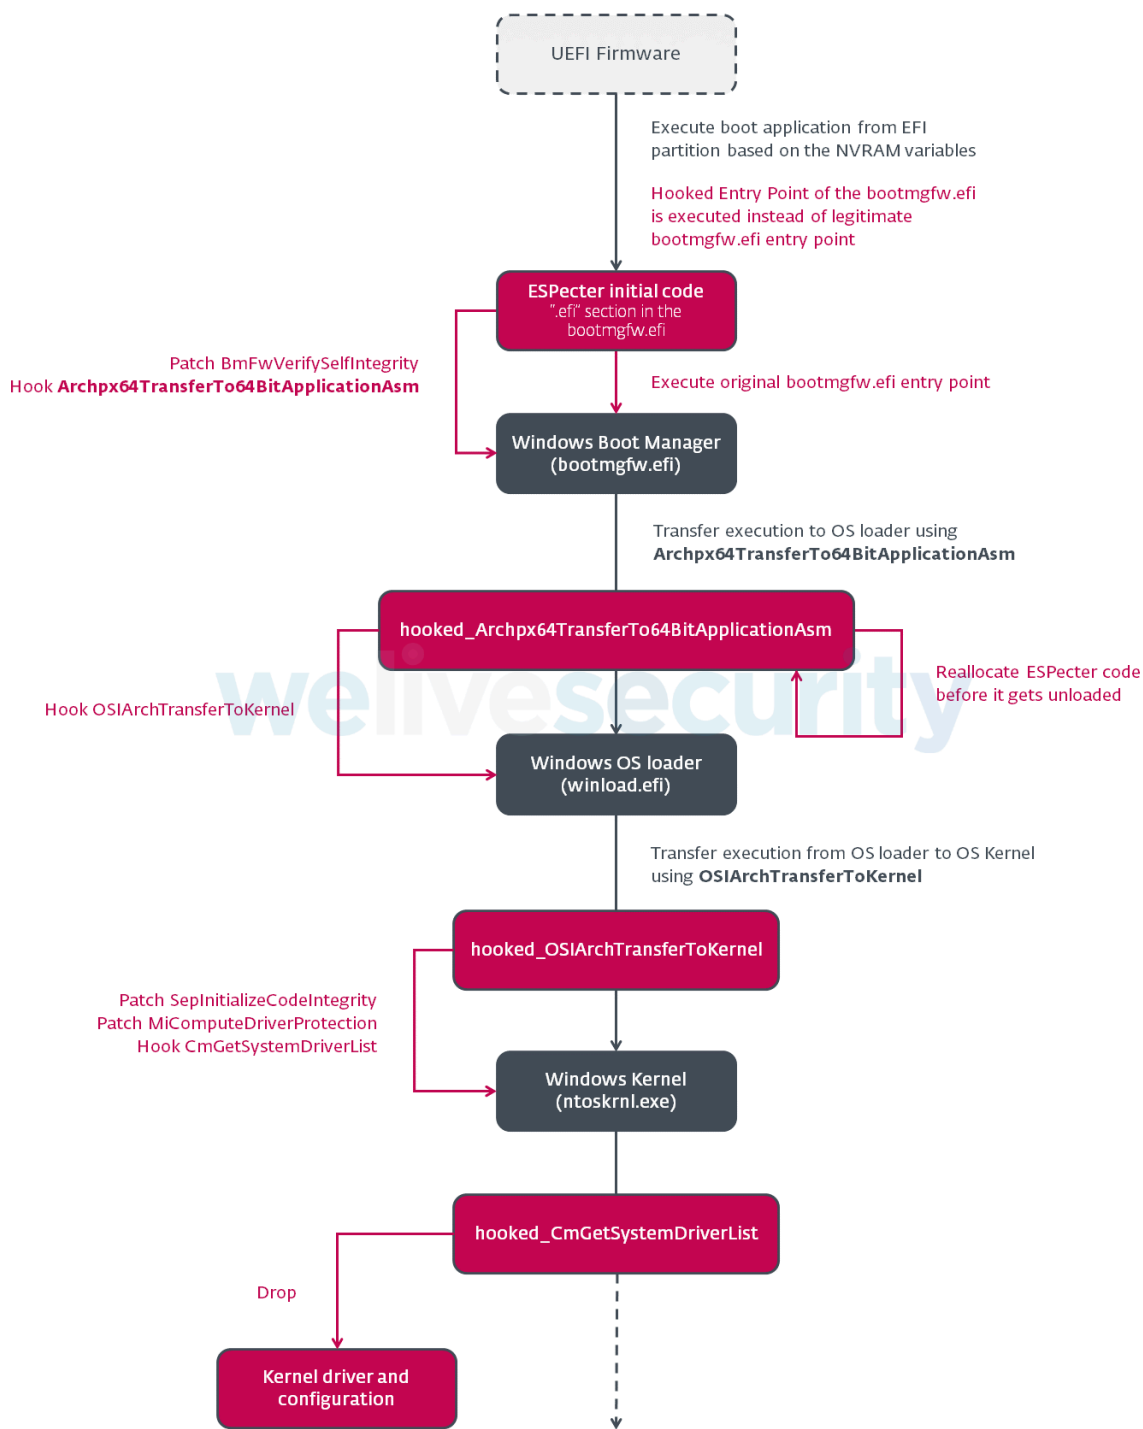 UEFI Firmware
Execute boot application from EFI
partition based on the NVRAM variables
Hooked Entry Point of the bootmgfw.efi
is executed instead of legitimate
bootmgfw.efi entry point
ESPecter initial code
".efi" section in the
bootmgfw.efi
Patch BmFwVerifySelfIntegrity
Hook Archpx64TransferTo64BitApplicationAsm
Execute original bootmgfw.efi entry point
Windows Boot Manager
(bootmgfw.efi)
Transfer execution to OS loader using
Archpx64TransferTo64BitApplicationAsm
hooked_Archpx64TransferTo64BitApplicationAsm
Reallocate ESPecter code
before it gets unloaded
welivesecurity
Hook OSIArchTransferToKernel
Windows OS loader
(winload.efi)
Transfer execution from OS loader to OS Kernel
using OSIArchTransferToKernel
hooked_OSIArchTransferToKernel
Patch SepInitializeCodeIntegrity
Patch MiComputeDriverProtection
Hook CmGetSystemDriverList
Windows Kernel
(ntoskrnl.exe)
hooked_CmGetSystemDriverList
Drop
Kernel driver and
configuration